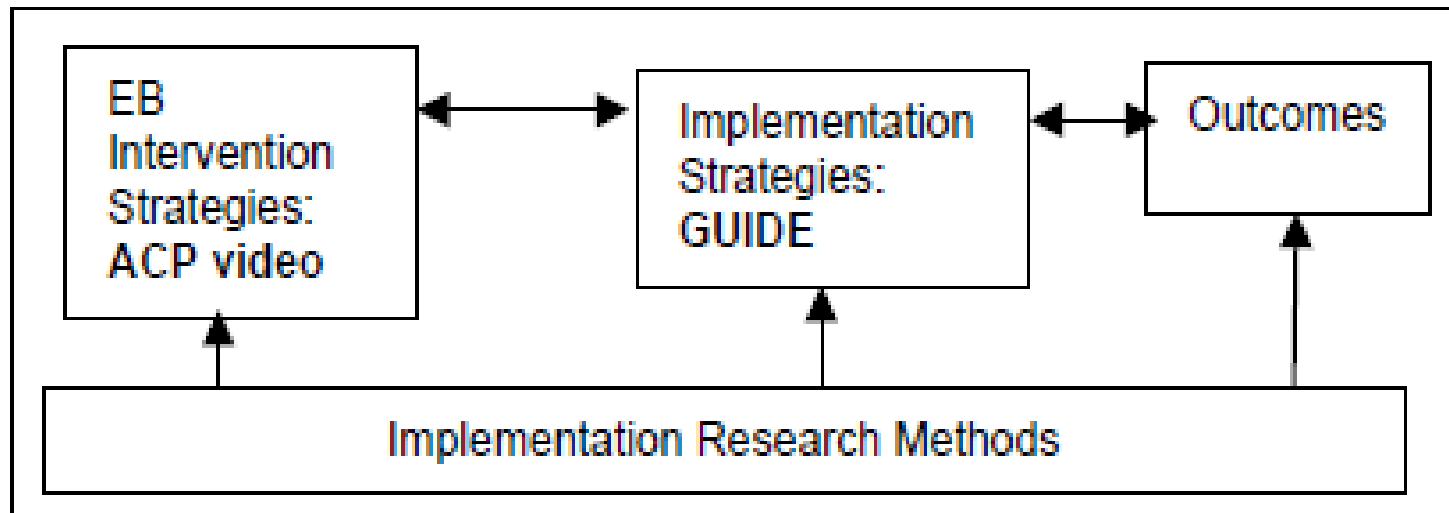 EB
Intervention
Strategies:
ACP video
Implementation
Strategies:
GUIDE
Outcomes
Implementation Research Methods